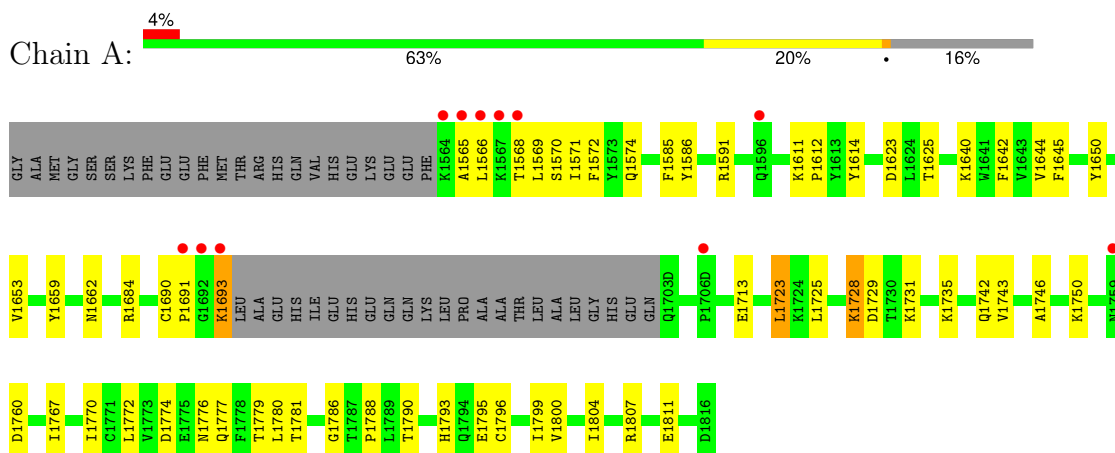 4%
Chain A:
63% 20% • 16%
GLY ALA MET GLY SER SER LYS PHE GLU GLU PHE MET THR ARG HIS GLN VAL HIS GLU LYS GLU GLU PHE K1564 A1565 L1566 K1567 T1568 L1569 S1570 I1571 F1572 Y1573 Q1574 F1585 Y1586 R1591 Q1596 K1611 P1612 Y1613 Y1614 D1623 L1624 T1625 K1640 W1641 F1642 V1643 V1644 F1645 Y1650
V1653 Y1659 N1662 R1684 C1690 P1691 G1692 K1693 LEU ALA GLU HIS ILE GLU HIS GLU GLN GLN LYS LEU PRO ALA ALA THR LEU ALA LEU GLY HIS GLU GLN Q1703D P1706D E1713 L1723 K1724 L1725 K1728 D1729 T1730 K1731 K1735 Q1742 V1743 A1746 K1750 N1759
D1760 I1767 I1770 C1771 L1772 V1773 D1774 E1775 N1776 Q1777 F1778 T1779 L1780 T1781 G1786 T1787 P1788 L1789 T1790 H1793 Q1794 E1795 C1796 I1799 V1800 I1804 R1807 E1811 D1816